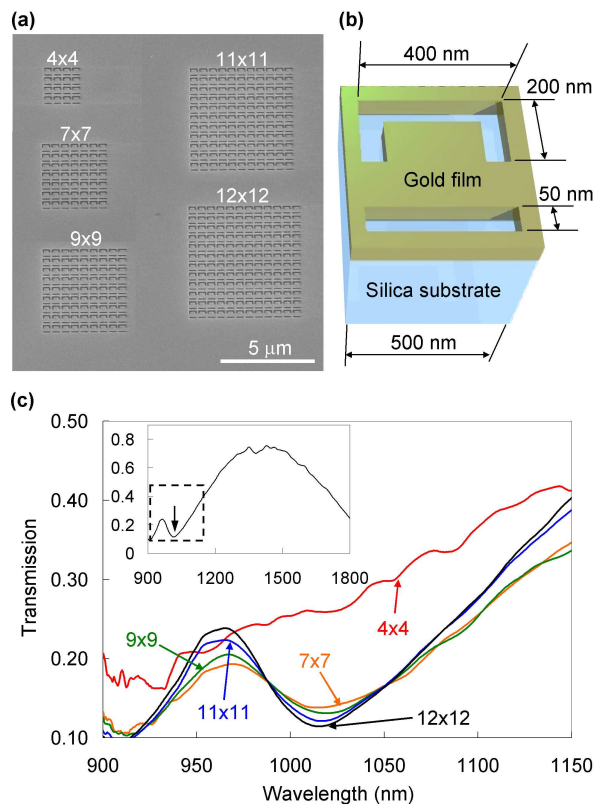 (a)
4x4
11x11
7x7
12x12
9x9
5 μm
(b)
400 nm
200 nm
Gold film
50 nm
Silica substrate
500 nm
(c)
0.50
0.40
0.30
0.20
0.10
Transmission
0.8
0.6
0.4
0.2
0
900
1200
1500
1800
4x4
9x9
7x7
11x11
12x12
900
950
1000
1050
1100
1150
Wavelength (nm)